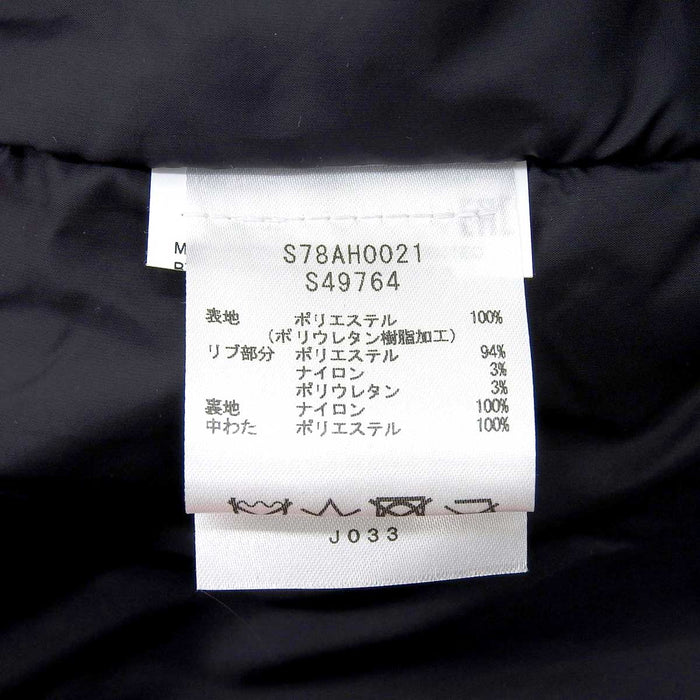 S78AH0021
S49764
表地 ポリエステル 100%
(ポリウレタン樹脂加工)
リブ部分 ポリエステル 94%
ナイロン 3%
ポリウレタン 3%
裏地 ナイロン 100%
中わた ポリエステル 100%
J033